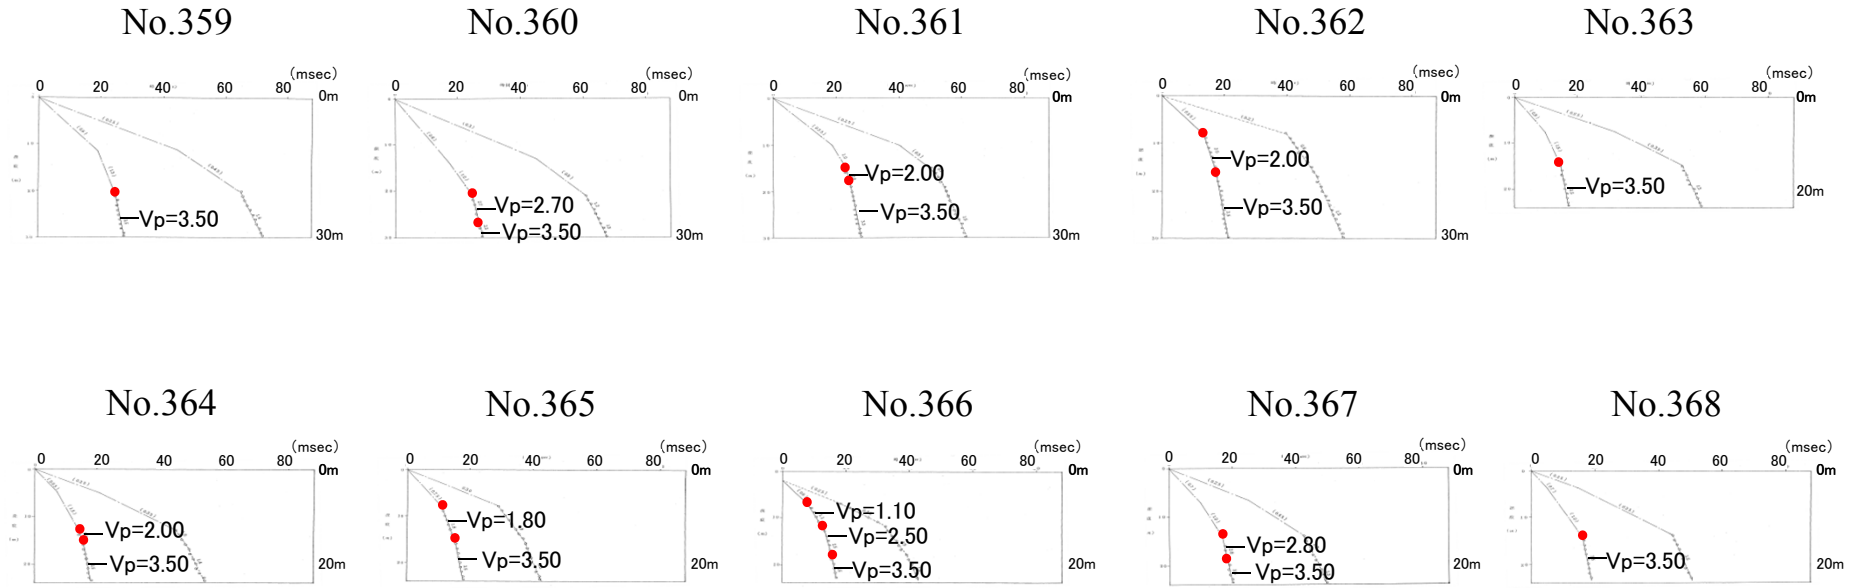 No.359
(msec)
0 20 40 60 80
0m
Vp=3.50
30m
No.360
(msec)
0 20 40 60 80
0m
Vp=2.70
Vp=3.50
30m
No.361
(msec)
0 20 40 60 80
0m
Vp=2.00
Vp=3.50
30m
No.362
(msec)
0 20 40 60 80
0m
Vp=2.00
Vp=3.50
30m
No.363
(msec)
0 20 40 60 80
0m
Vp=3.50
20m
No.364
(msec)
0 20 40 60 80
0m
Vp=2.00
Vp=3.50
20m
No.365
(msec)
0 20 40 60 80
0m
Vp=1.80
Vp=3.50
20m
No.366
(msec)
0 20 40 60 80
0m
Vp=1.10
Vp=2.50
Vp=3.50
20m
No.367
(msec)
0 20 40 60 80
0m
Vp=2.80
Vp=3.50
20m
No.368
(msec)
0 20 40 60 80
0m
Vp=3.50
20m